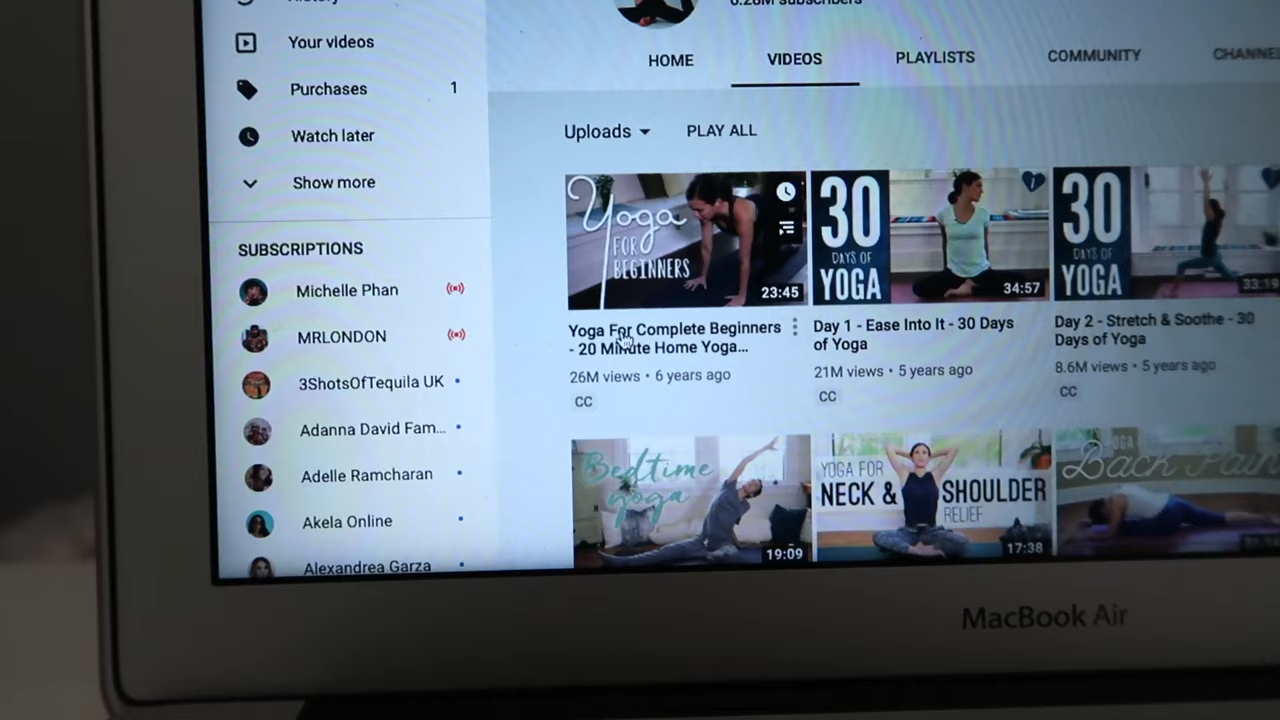 History
6.28M subscribers
Your videos
HOME
VIDEOS
PLAYLISTS
COMMUNITY
Purchases
1
Watch later
Uploads
PLAY ALL
Show more
SUBSCRIPTIONS
Michelle Phan
MRLONDON
3ShotsOfTequila UK
Adanna David Fam...
Adelle Ramcharan
Akela Online
Alexandrea Garza
Yoga
FOR
BEGINNERS
23:45
30
DAYS OF
YOGA
34:57
30
DAYS OF
YOGA
Yoga For Complete Beginners
- 20 Minute Home Yoga...
26M views • 6 years ago
CC
Day 1 - Ease Into It - 30 Days
of Yoga
21M views • 5 years ago
CC
Day 2 - Stretch & Soothe - 30
Days of Yoga
8.6M views • 5 years ago
CC
Bedtime
yoga
19:09
YOGA FOR
NECK & SHOULDER
RELIEF
17:38
Back Pain
MacBook Air